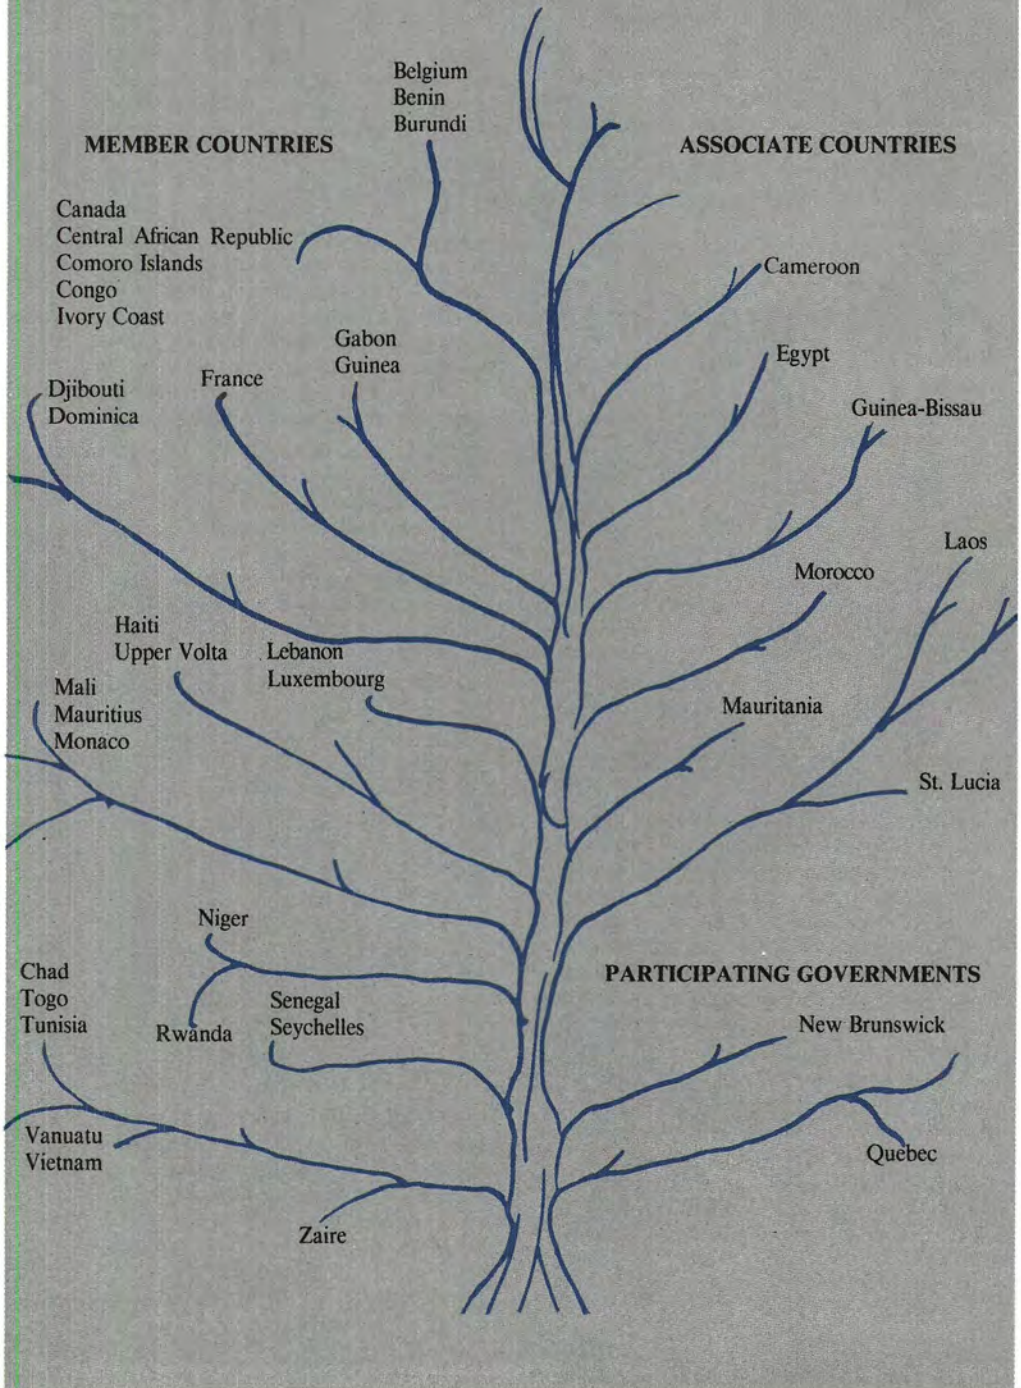 MEMBER COUNTRIES
Belgium
Benin
Burundi
Canada
Central African Republic
Comoro Islands
Congo
Ivory Coast
Gabon
Guinea
France
Djibouti
Dominica
Haiti
Upper Volta
Lebanon
Luxembourg
Mali
Mauritius
Monaco
Niger
Rwanda
Senegal
Seychelles
Chad
Togo
Tunisia
Vanuatu
Vietnam
Zaire
ASSOCIATE COUNTRIES
Cameroon
Egypt
Guinea-Bissau
Laos
Morocco
Mauritania
St. Lucia
PARTICIPATING GOVERNMENTS
New Brunswick
Quebec